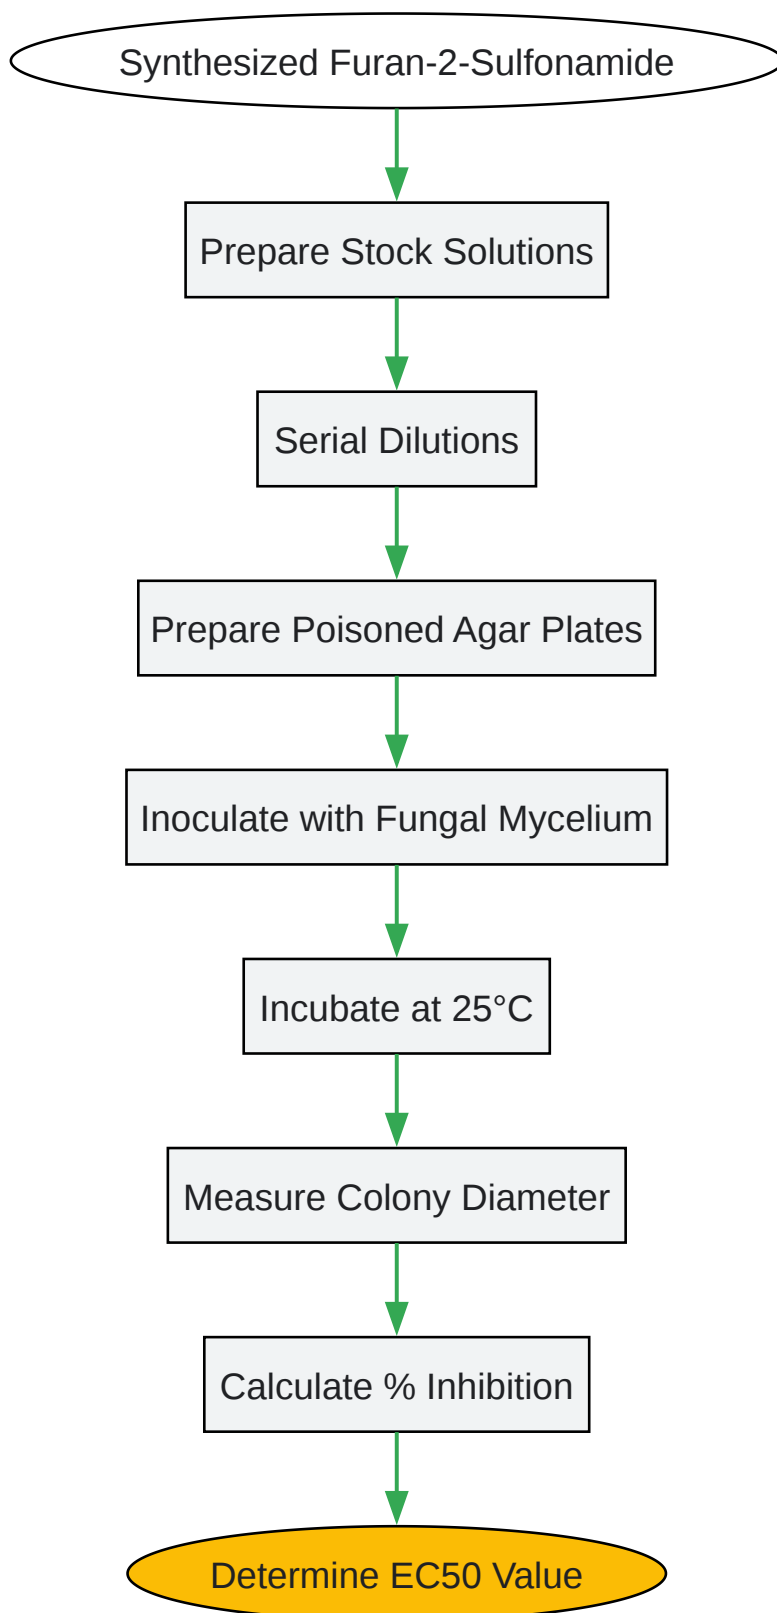 Synthesized Furan-2-Sulfonamide
Prepare Stock Solutions
Serial Dilutions
Prepare Poisoned Agar Plates
Inoculate with Fungal Mycelium
Incubate at 25°C
Measure Colony Diameter
Calculate % Inhibition
Determine EC50 Value